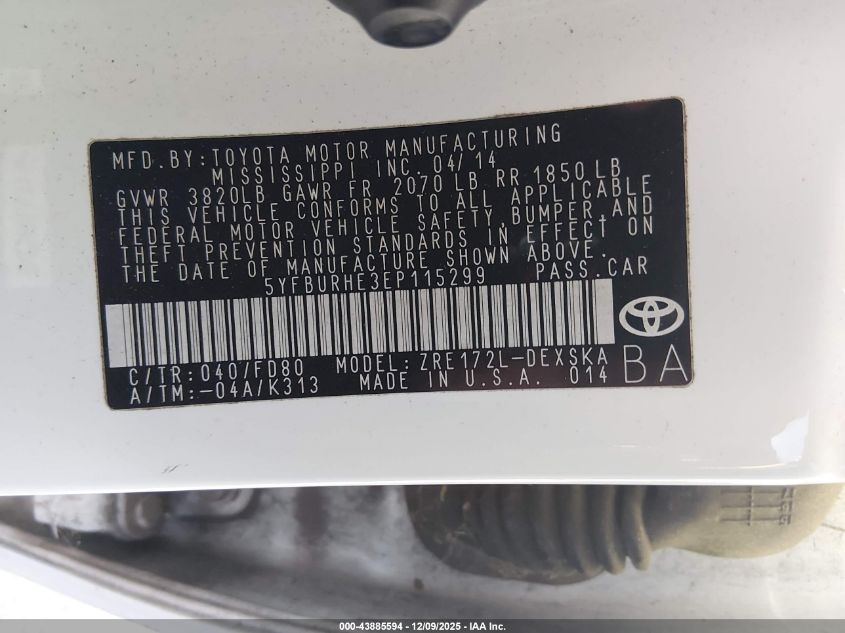 MFD.BY:TOYOTA MOTOR MANUFACTURING
MISSISSIPPI INC. 04/14
GVWR 3820LB GAWR FR 2070 LB RR 1850 LB
THIS VEHICLE CONFORMS TO ALL APPLICABLE
FEDERAL MOTOR VEHICLE SAFETY,BUMPER,AND
THEFT PREVENTION STANDARDS IN EFFECT ON
THE DATE OF MANUFACTURE SHOWN ABOVE.
5YFBURHE3EP115299 PASS.CAR
C/TR:040/FD80 MODEL:ZRE172L-DEXSKA
A/TM:-04A/K313 MADE IN U.S.A. 014 BA
000-43885594 - 12/09/2025 - IAA Inc.